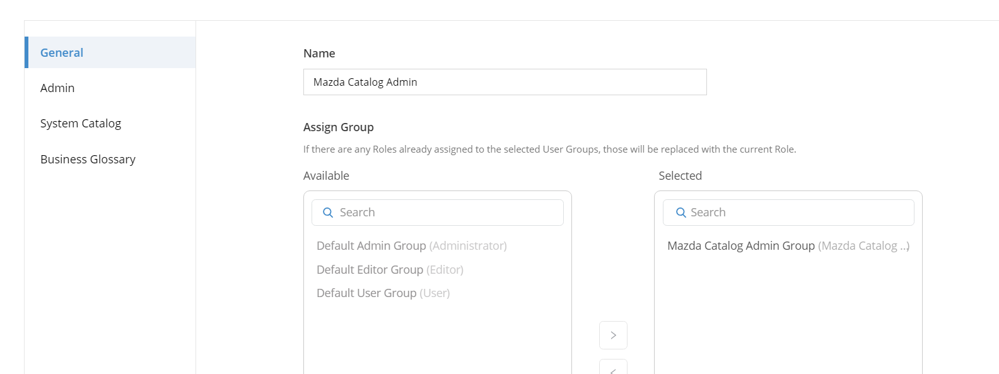 General
Admin
System Catalog
Business Glossary
Name
Mazda Catalog Admin
Assign Group
If there are any Roles already assigned to the selected User Groups, those will be replaced with the current Role.
Available
Search
Default Admin Group (Administrator)
Default Editor Group (Editor)
Default User Group (User)
Selected
Search
Mazda Catalog Admin Group (Mazda Catalog ..)